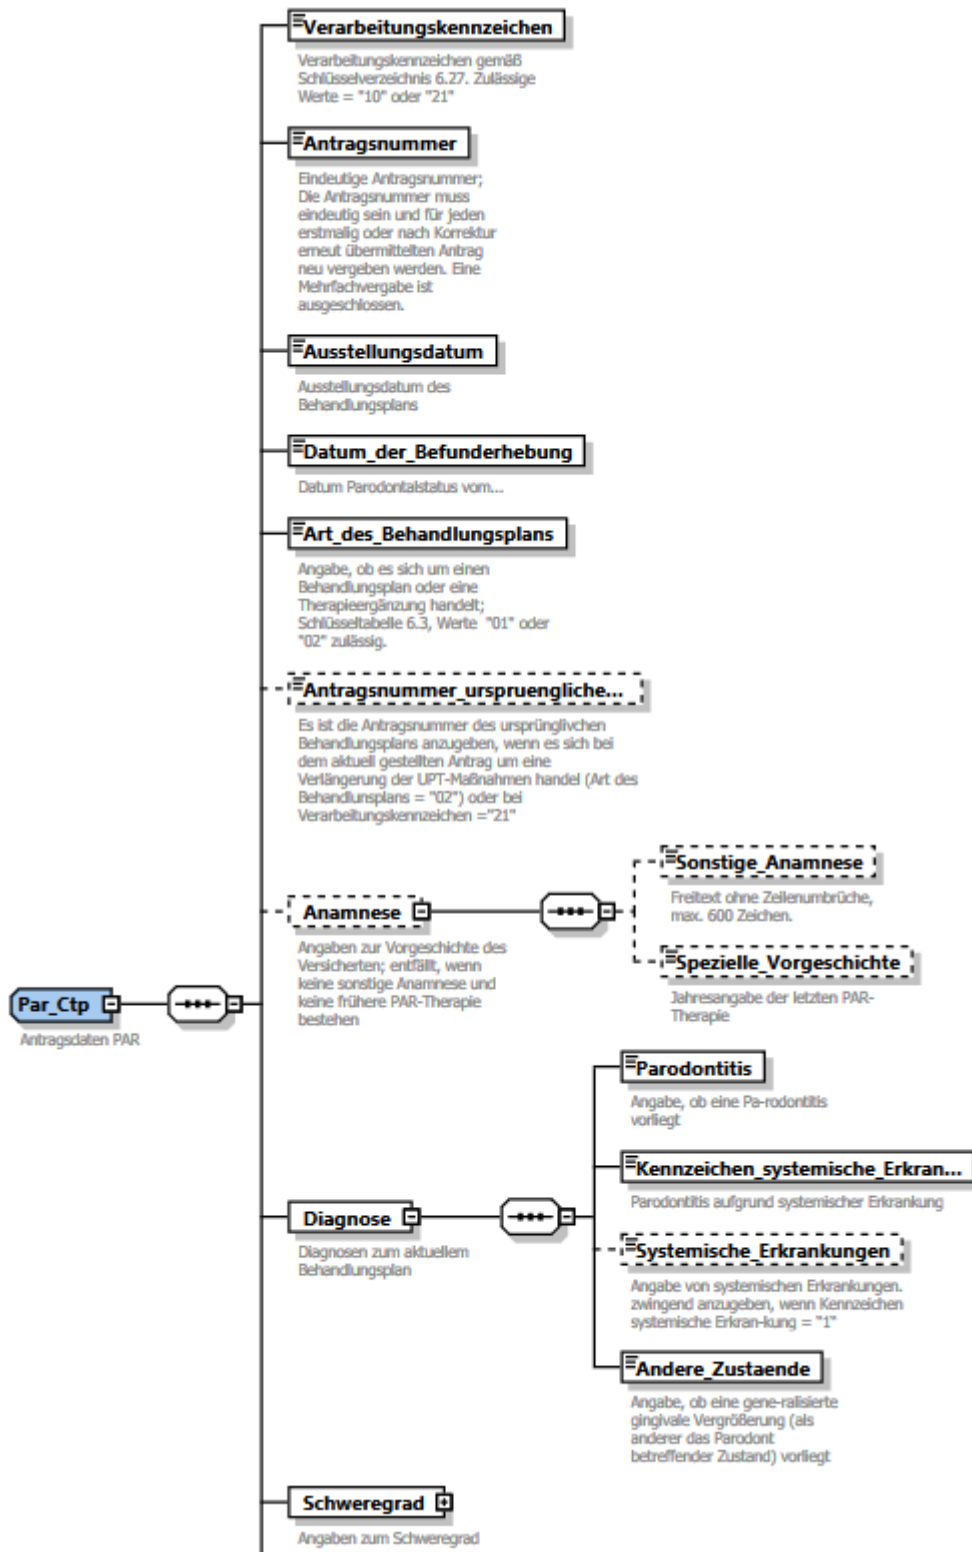 Verarbeitungskennzeichen
Verarbeitungskennzeichen gemäß
Schlüsselverzeichnis 6.27. Zulässige
Werte = "10" oder "21"
Antragsnummer
Eindeutige Antragsnummer;
Die Antragsnummer muss
eindeutig sein und für jeden
erstmalig oder nach Korrektur
erneut übermittelten Antrag
neu vergeben werden. Eine
Mehrfachvergabe ist
ausgeschlossen.
Ausstellungsdatum
Ausstellungsdatum des
Behandlungsplans
Datum_der_Befunderhebung
Datum Parodontalstatus vom...
Art_des_Behandlungsplans
Angabe, ob es sich um einen
Behandlungsplan oder eine
Therapieergänzung handelt;
Schlüsseltabelle 6.3, Werte "01" oder
"02" zulässig.
Antragsnummer_urspruengliche...
Es ist die Antragsnummer des ursprünglivchen
Behandlungsplans anzugeben, wenn es sich bei
dem aktuell gestellten Antrag um eine
Verlängerung der UPT-Maßnahmen handel (Art des
Behandlunsplans = "02") oder bei
Verarbeitungskennzeichen ="21"
Anamnese
Angaben zur Vorgeschichte des
Versicherten; entfällt, wenn
keine sonstige Anamnese und
keine frühere PAR-Therapie
bestehen
Sonstige_Anamnese
Freitext ohne Zeilenumbrüche,
max. 600 Zeichen.
Spezielle_Vorgeschichte
Jahresangabe der letzten PAR-
Therapie
Par_Ctp
Antragsdaten PAR
Diagnose
Diagnosen zum aktuellem
Behandlungsplan
Parodontitis
Angabe, ob eine Pa-rodontitis
vorliegt
Kennzeichen_systemische_Erkran...
Parodontitis aufgrund systemischer Erkrankung
Systemische_Erkrankungen
Angabe von systemischen Erkrankungen.
zwingend anzugeben, wenn Kennzeichen
systemische Erkran-kung = "1"
Andere_Zustaende
Angabe, ob eine gene-ralisierte
gingivale Vergrößerung (als
anderer das Parodont
betreffender Zustand) vorliegt
Schweregrad
Angaben zum Schweregrad